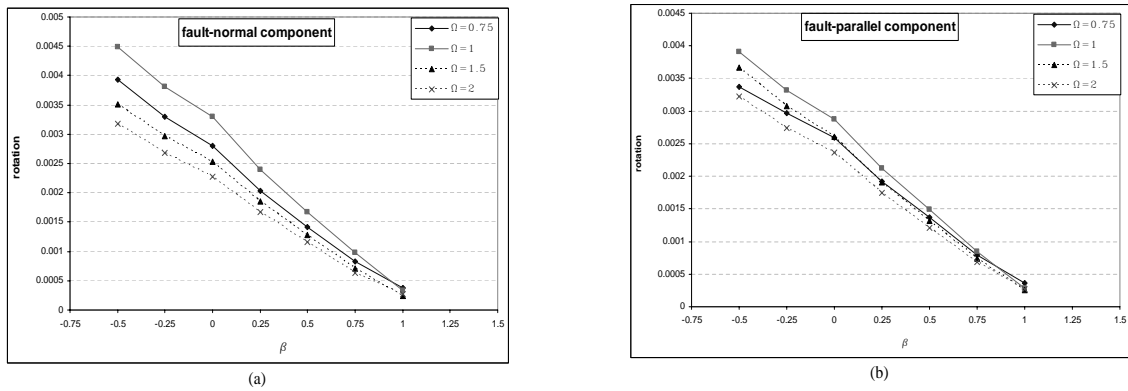 fault-normal component
Ω=0.75
Ω=1
Ω=1.5
Ω=2
rotation
0.005
0.0045
0.004
0.0035
0.003
0.0025
0.002
0.0015
0.001
0.0005
0
-0.75 -0.5 -0.25 0 0.25 0.5 0.75 1 1.5
β
(a)
fault-parallel component
Ω=0.75
Ω=1
Ω=1.5
Ω=2
rotation
0.0045
0.004
0.0035
0.003
0.0025
0.002
0.0015
0.001
0.0005
0
-0.75 -0.5 -0.25 0 0.25 0.5 0.75 1 1.25 1.5
β
(b)